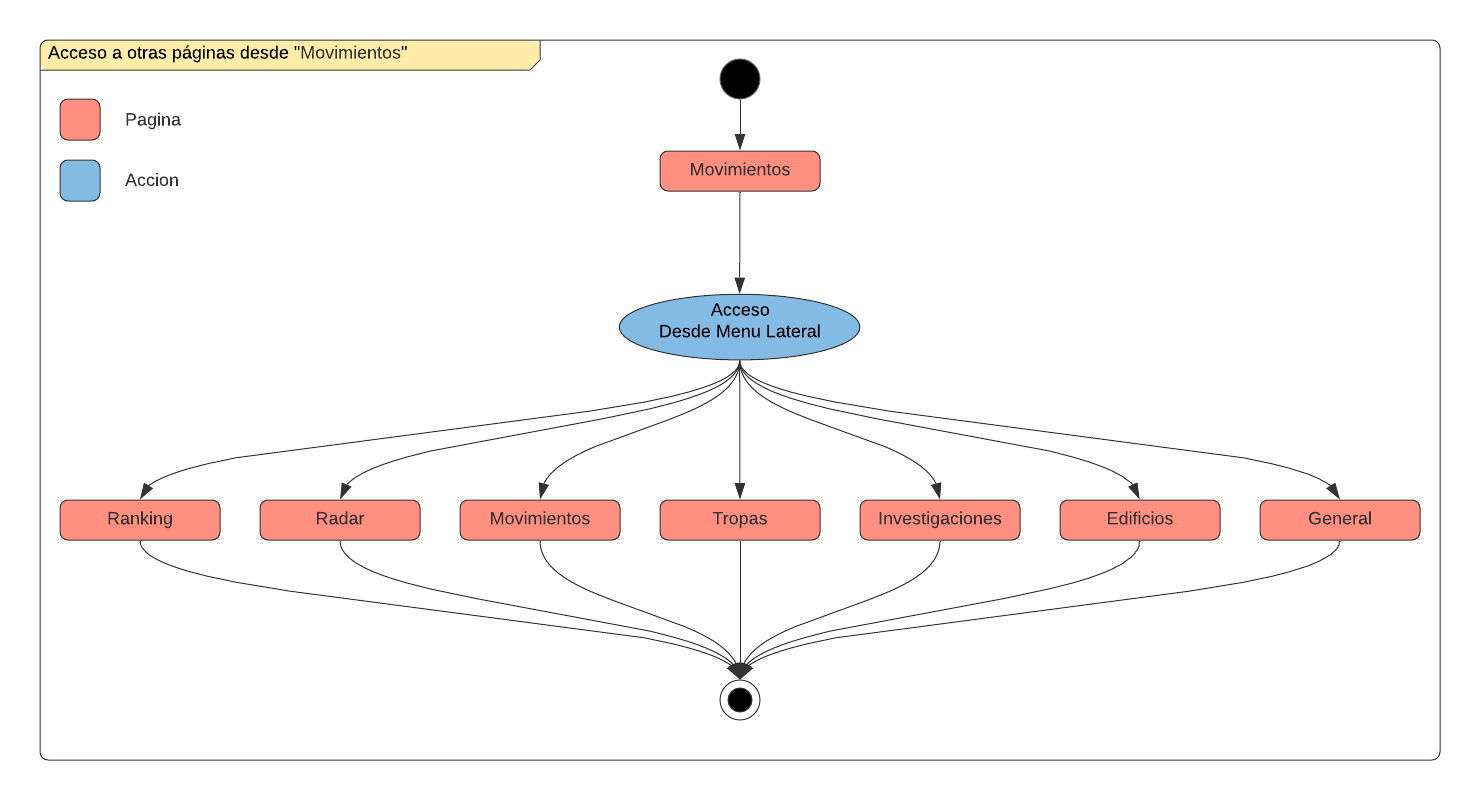 Acceso a otras páginas desde "Movimientos"
Pagina
Accion
Movimientos
Acceso
Desde Menu Lateral
Ranking
Radar
Movimientos
Tropas
Investigaciones
Edificios
General